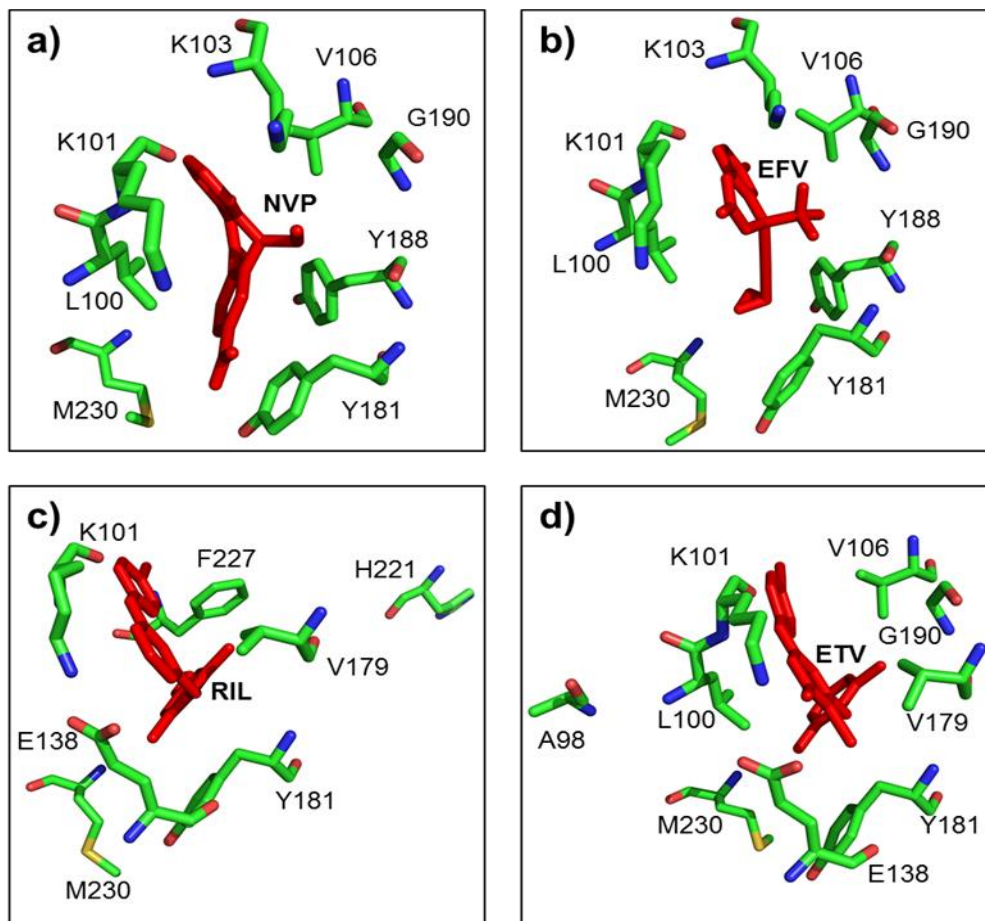 a)
K103
V106
G190
K101
NVP
Y188
L100
M230
Y181
b)
K103
V106
G190
K101
EFV
Y188
L100
M230
Y181
c)
K101
F227
H221
V179
RIL
E138
Y181
M230
d)
V106
K101
G190
ETV
L100
V179
A98
M230
Y181
E138